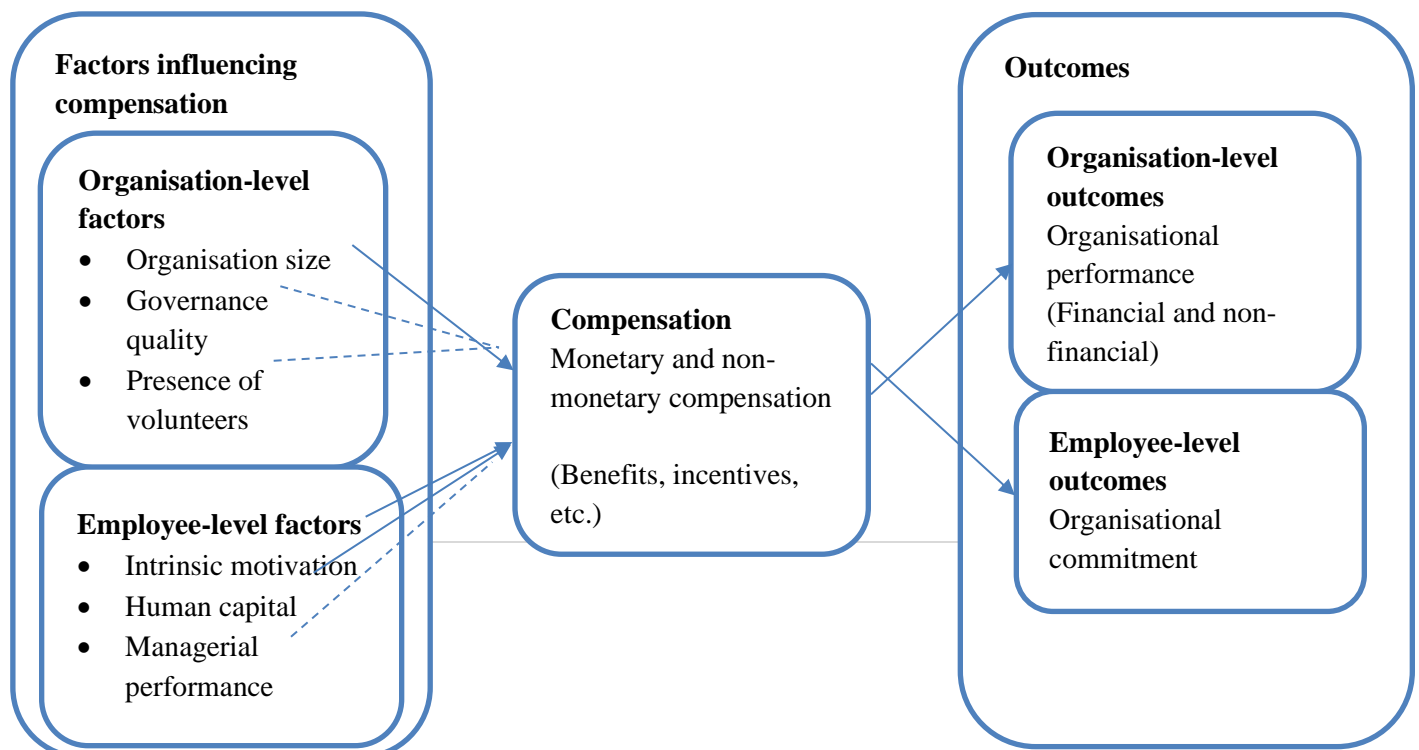 Factors influencing
compensation
Organisation-level
factors
• Organisation size
• Governance
quality
• Presence of
volunteers
Employee-level factors
• Intrinsic motivation
• Human capital
• Managerial
performance
Compensation
Monetary and non-
monetary compensation
(Benefits, incentives,
etc.)
Outcomes
Organisation-level
outcomes
Organisational
performance
(Financial and non-
financial)
Employee-level
outcomes
Organisational
commitment